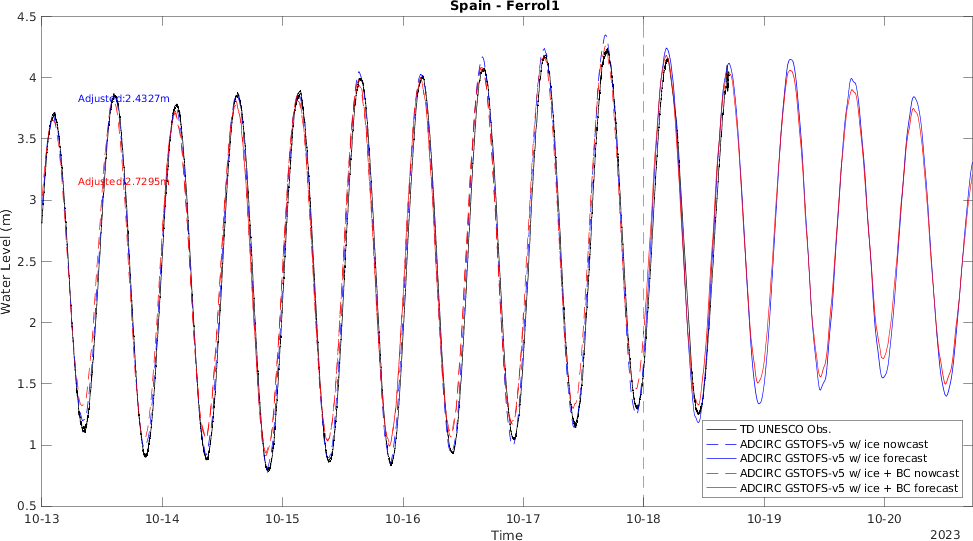 Spain - Ferrol1
4.5
4
3.5
3
2.5
2
1.5
1
0.5
Water Level (m)
Adjusted:2.4327m
Adjusted:2.7295m
TD UNESCO Obs.
ADCIRC GSTOFS-v5 w/ ice nowcast
ADCIRC GSTOFS-v5 w/ ice forecast
ADCIRC GSTOFS-v5 w/ ice + BC nowcast
ADCIRC GSTOFS-v5 w/ ice + BC forecast
10-13 10-14 10-15 10-16 10-17 10-18 10-19 10-20
Time
2023